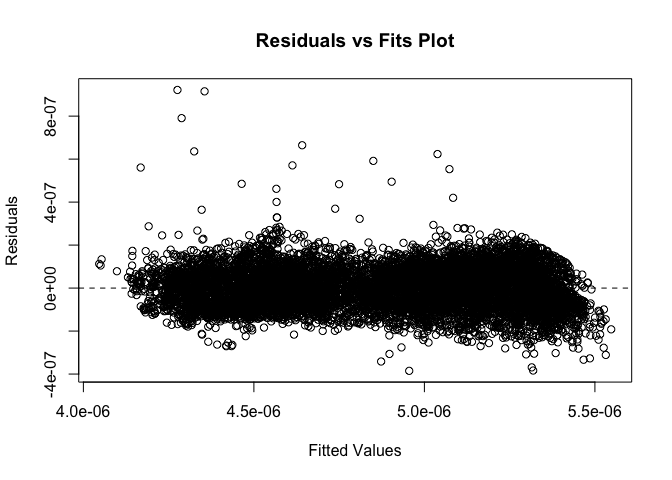 Residuals vs Fits Plot
8e-07
4e-07
0e+00
-4e-07
Residuals
4.0e-06
4.5e-06
5.0e-06
5.5e-06
Fitted Values